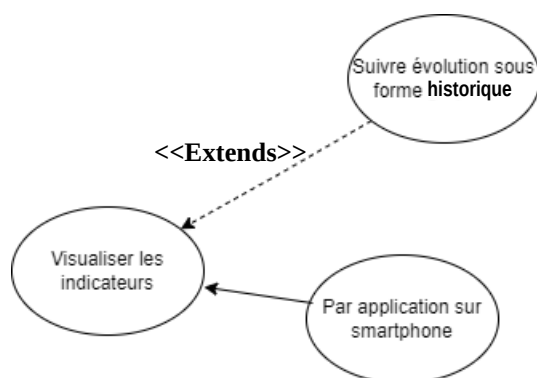 Suivre évolution sous
forme historique
<<Extends>>
Visualiser les
indicateurs
Par application sur
smartphone